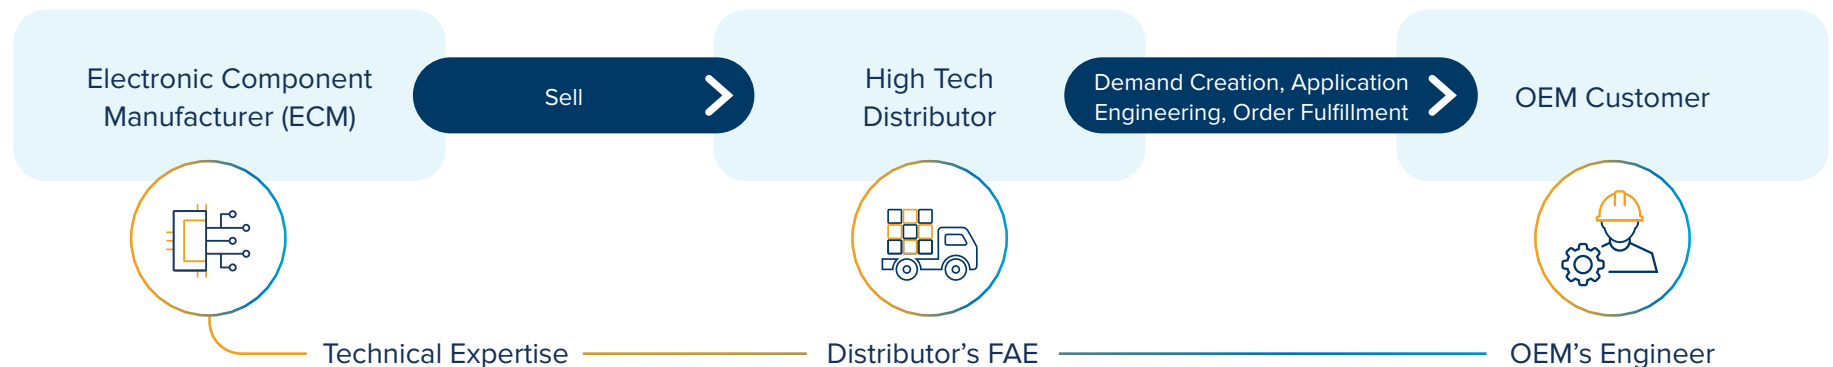 Electronic Component
Manufacturer (ECM)
Sell
High Tech
Distributor
Demand Creation, Application
Engineering, Order Fulfillment
OEM Customer
Technical Expertise
Distributor’s FAE
OEM’s Engineer